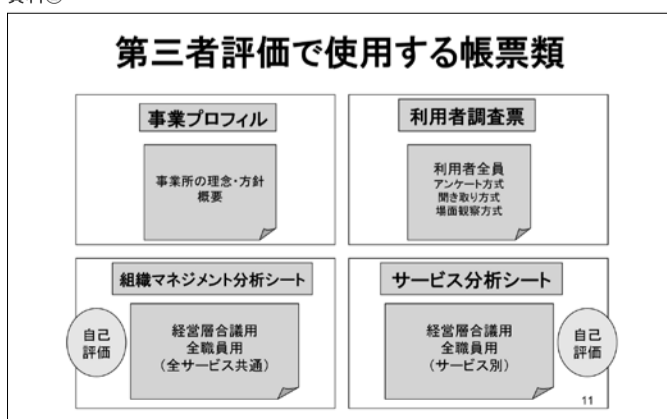 第三者評価で使用する帳票類
事業プロフィル
事業所の理念・方針
概要
利用者調査票
利用者全員
アンケート方式
聞き取り方式
場面観察方式
組織マネジメント分析シート
自己
評価
経営層合議用
全職員用
（全サービス共通）
サービス分析シート
経営層合議用
全職員用
（サービス別）
自己
評価
11